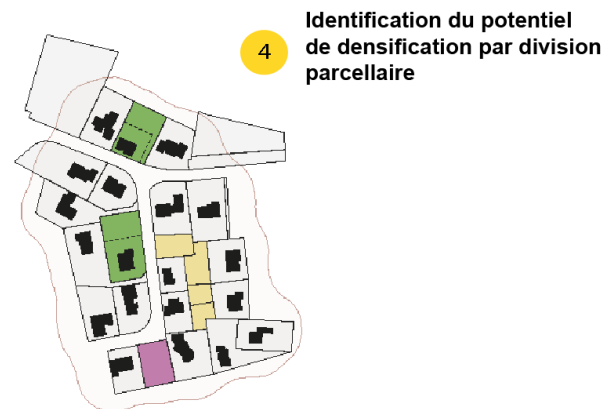 4
Identification du potentiel
de densification par division
parcellaire